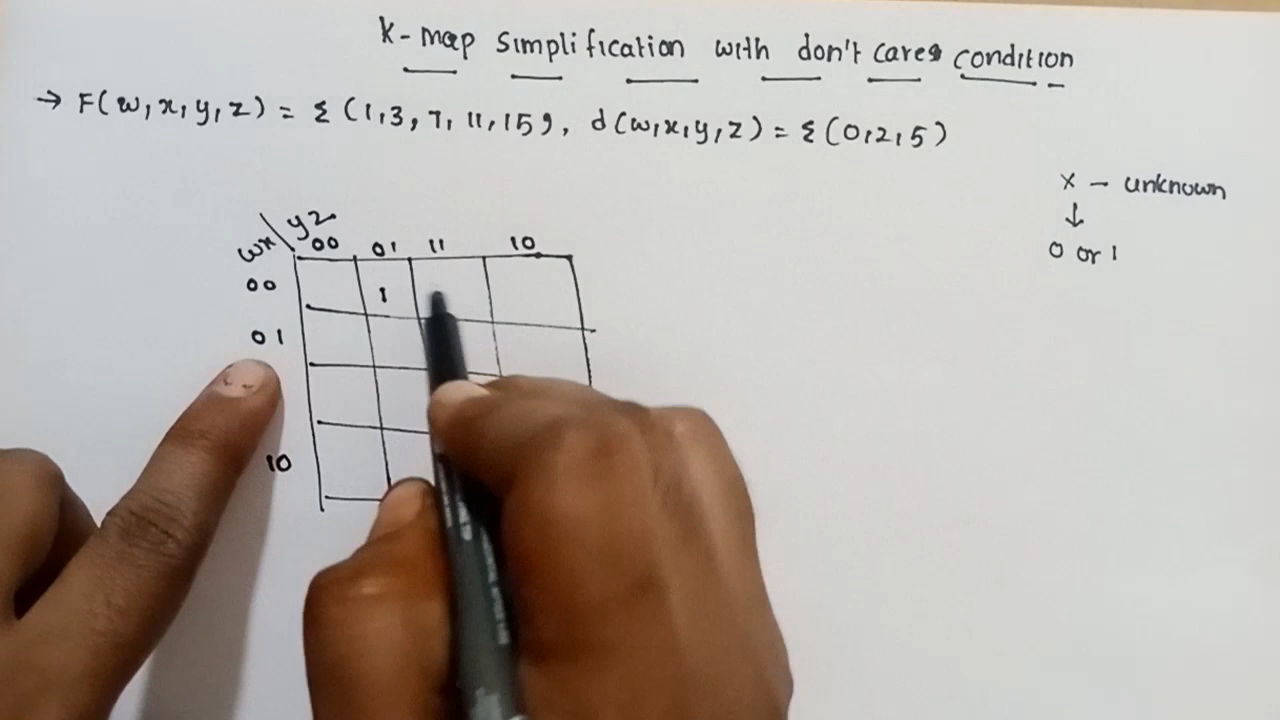 K-map simplification with don't cares condition
→ F(w,x,y,z) = Σ(1,3,7,11,15), d(w,x,y,z) = Σ(0,2,5)
x - unknown
↓
0 or 1
wx \ yz
00 01 11 10
00 1
01
10